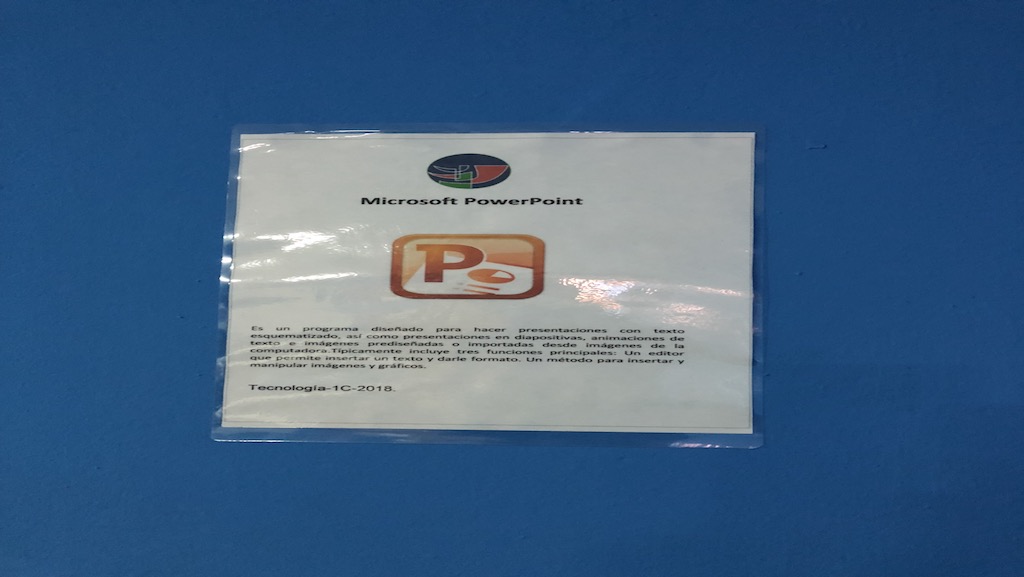 Microsoft PowerPoint
P
Es un programa diseñado para hacer presentaciones con texto
esquematizado, así como presentaciones en diapositivas, animaciones de
texto e imágenes prediseñadas o importadas desde imágenes de la
computadora.Típicamente incluye tres funciones principales: Un editor
que permite insertar un texto y darle formato. Un método para insertar y
manipular imágenes y gráficos.
Tecnología-1C-2018.